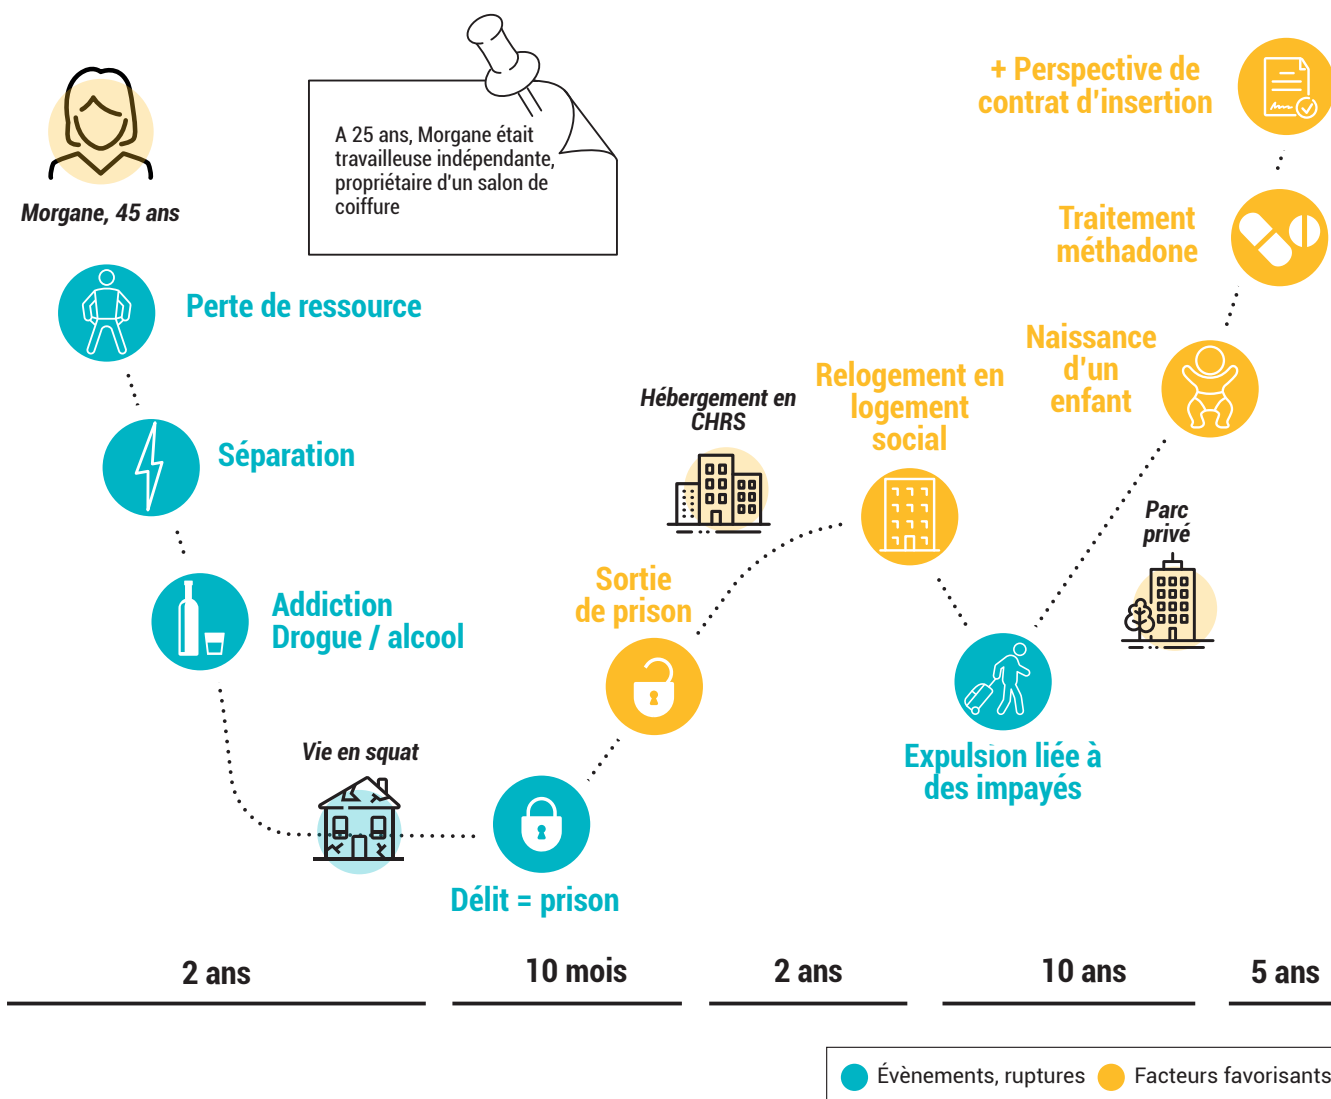 Morgane, 45 ans
A 25 ans, Morgane était
travailleuse indépendante,
propriétaire d'un salon de
coiffure
Perte de ressource
Séparation
Addiction
Drogue / alcool
Vie en squat
Délit = prison
Sortie
de prison
Hébergement en
CHRS
Relogement en
logement
social
Expulsion liée à
des impayés
Parc
privé
Naissance
d'un
enfant
Traitement
méthadone
+ Perspective de
contrat d'insertion
2 ans
10 mois
2 ans
10 ans
5 ans
Évènements, ruptures
Facteurs favorisants